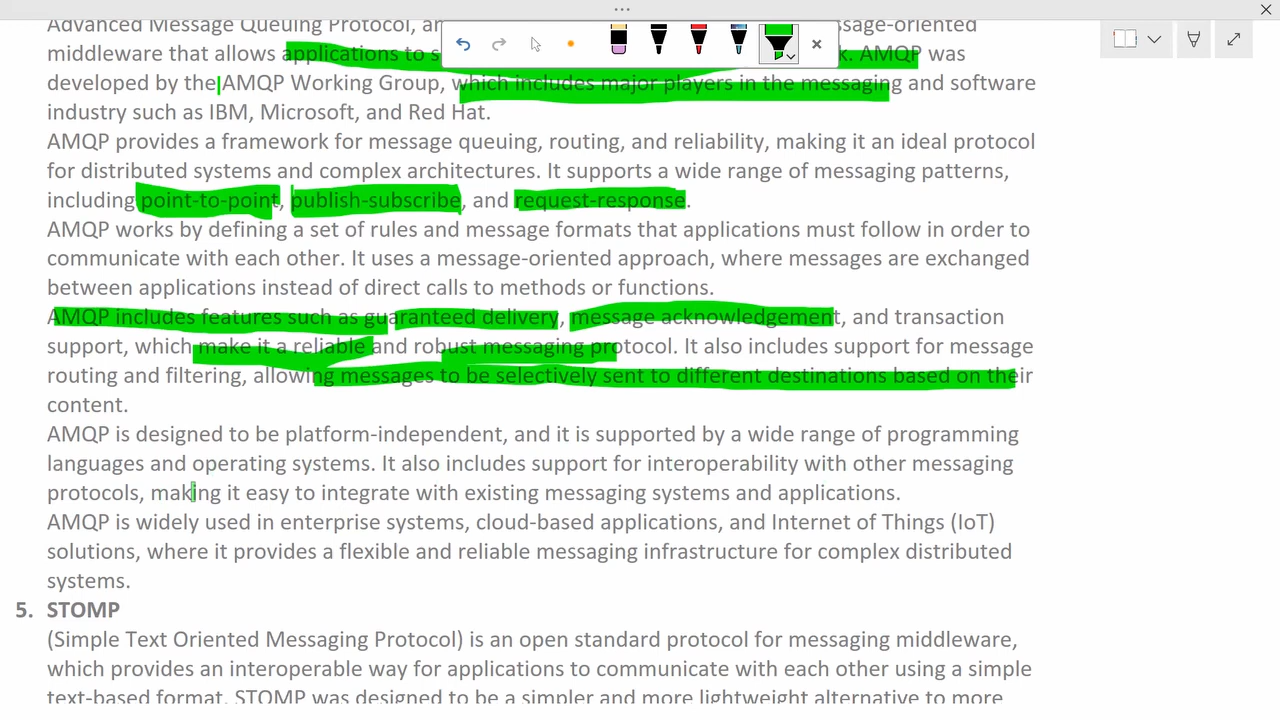 Advanced Message Queuing Protocol, an sage-oriented
middleware that allows applications to s k. AMQP was
developed by the AMQP Working Group, which includes major players in the messaging and software
industry such as IBM, Microsoft, and Red Hat.
AMQP provides a framework for message queuing, routing, and reliability, making it an ideal protocol
for distributed systems and complex architectures. It supports a wide range of messaging patterns,
including point-to-point, publish-subscribe, and request-response.
AMQP works by defining a set of rules and message formats that applications must follow in order to
communicate with each other. It uses a message-oriented approach, where messages are exchanged
between applications instead of direct calls to methods or functions.
AMQP includes features such as guaranteed delivery, message acknowledgement, and transaction
support, which make it a reliable and robust messaging protocol. It also includes support for message
routing and filtering, allowing messages to be selectively sent to different destinations based on their
content.
AMQP is designed to be platform-independent, and it is supported by a wide range of programming
languages and operating systems. It also includes support for interoperability with other messaging
protocols, making it easy to integrate with existing messaging systems and applications.
AMQP is widely used in enterprise systems, cloud-based applications, and Internet of Things (IoT)
solutions, where it provides a flexible and reliable messaging infrastructure for complex distributed
systems.
5. STOMP
(Simple Text Oriented Messaging Protocol) is an open standard protocol for messaging middleware,
which provides an interoperable way for applications to communicate with each other using a simple
text-based format. STOMP was designed to be a simpler and more lightweight alternative to more